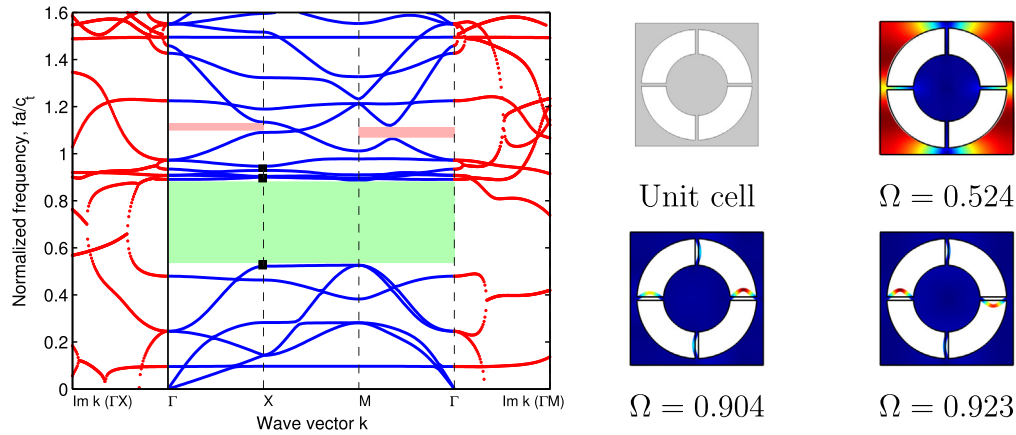 Normalized frequency, fa/c_t
1.6
1.4
1.2
1
0.8
0.6
0.4
0.2
0
Im k (ΓX)
Γ
X
M
Γ
Im k (ΓM)
Wave vector k
Unit cell
Ω = 0.524
Ω = 0.904
Ω = 0.923